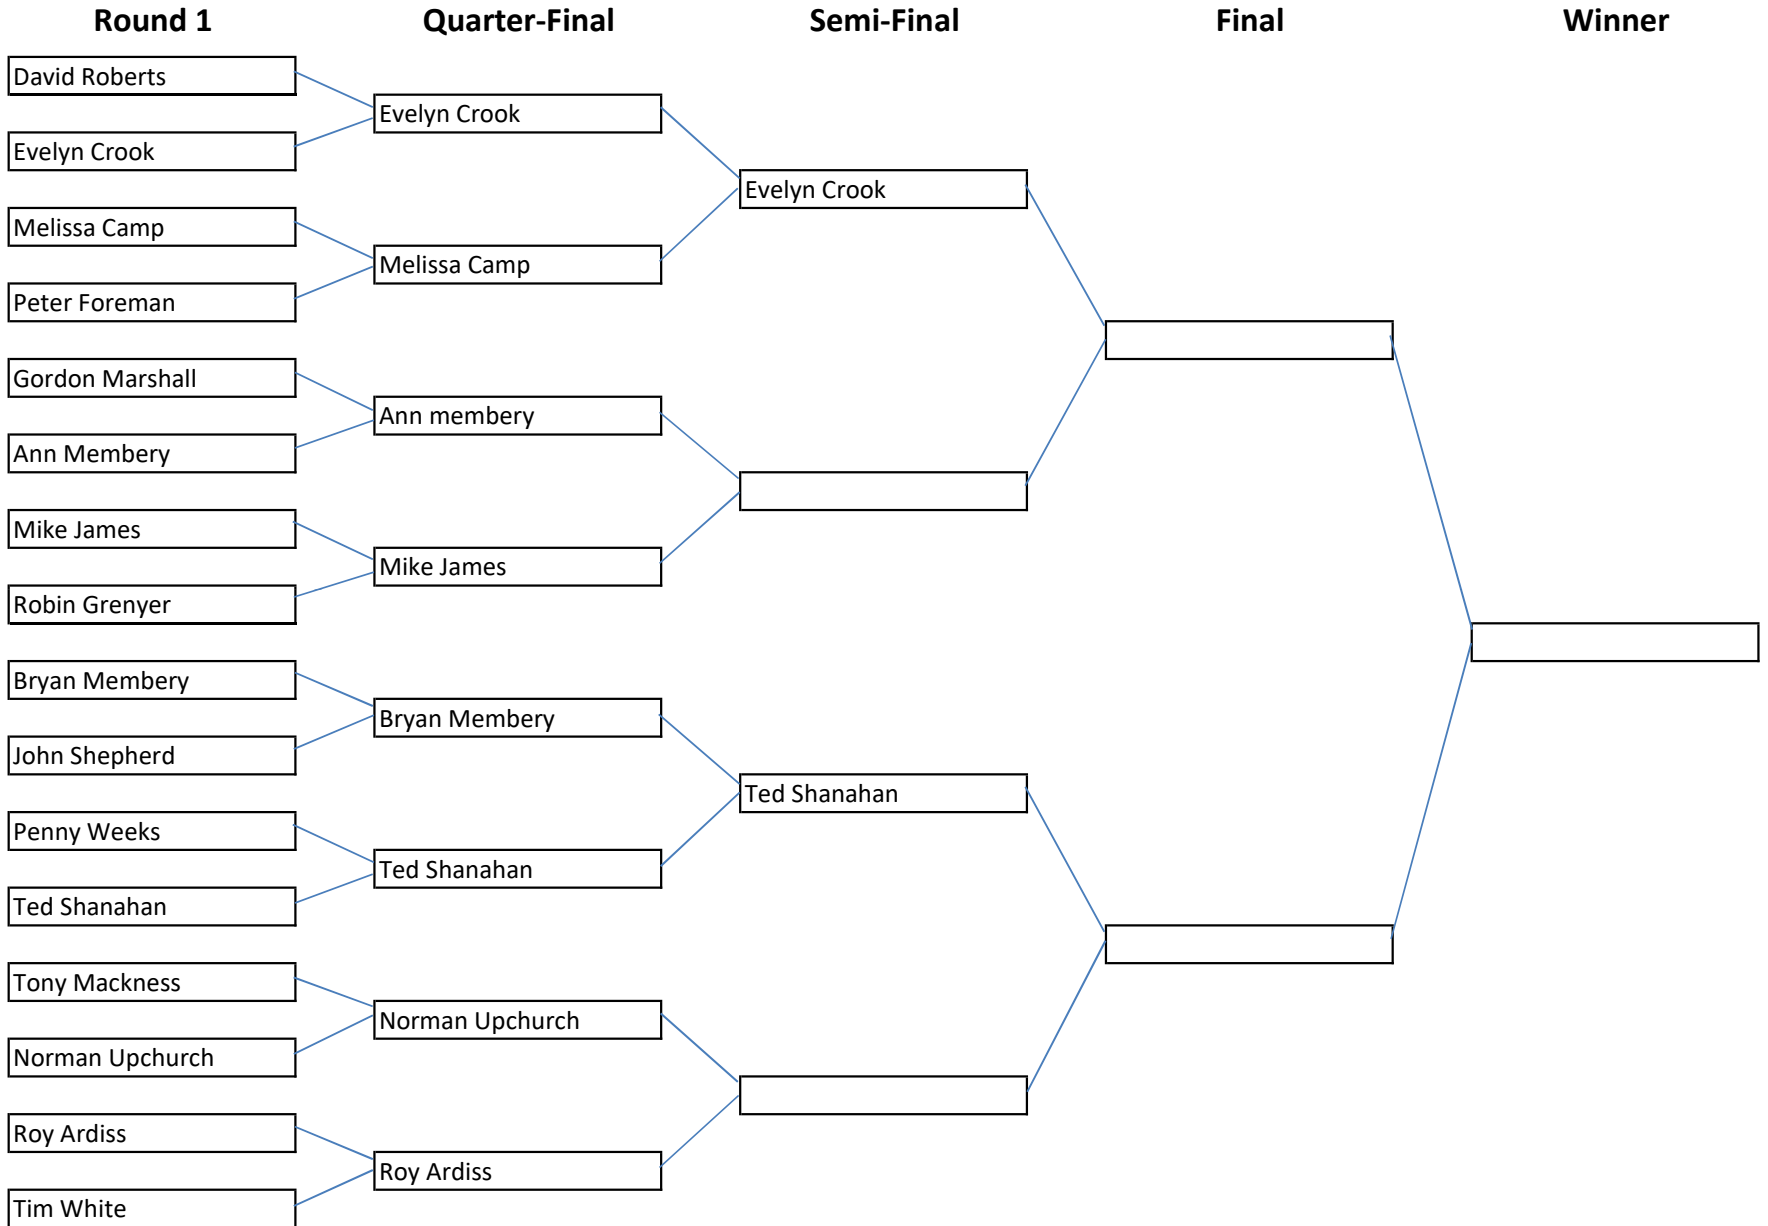 Round 1
Quarter-Final
Semi-Final
Final
Winner
David Roberts
Evelyn Crook
Melissa Camp
Peter Foreman
Gordon Marshall
Ann Membery
Mike James
Robin Grenyer
Bryan Membery
John Shepherd
Penny Weeks
Ted Shanahan
Tony Mackness
Norman Upchurch
Roy Ardiss
Tim White
Evelyn Crook
Melissa Camp
Ann membery
Mike James
Bryan Membery
Ted Shanahan
Norman Upchurch
Roy Ardiss
Evelyn Crook
Ted Shanahan